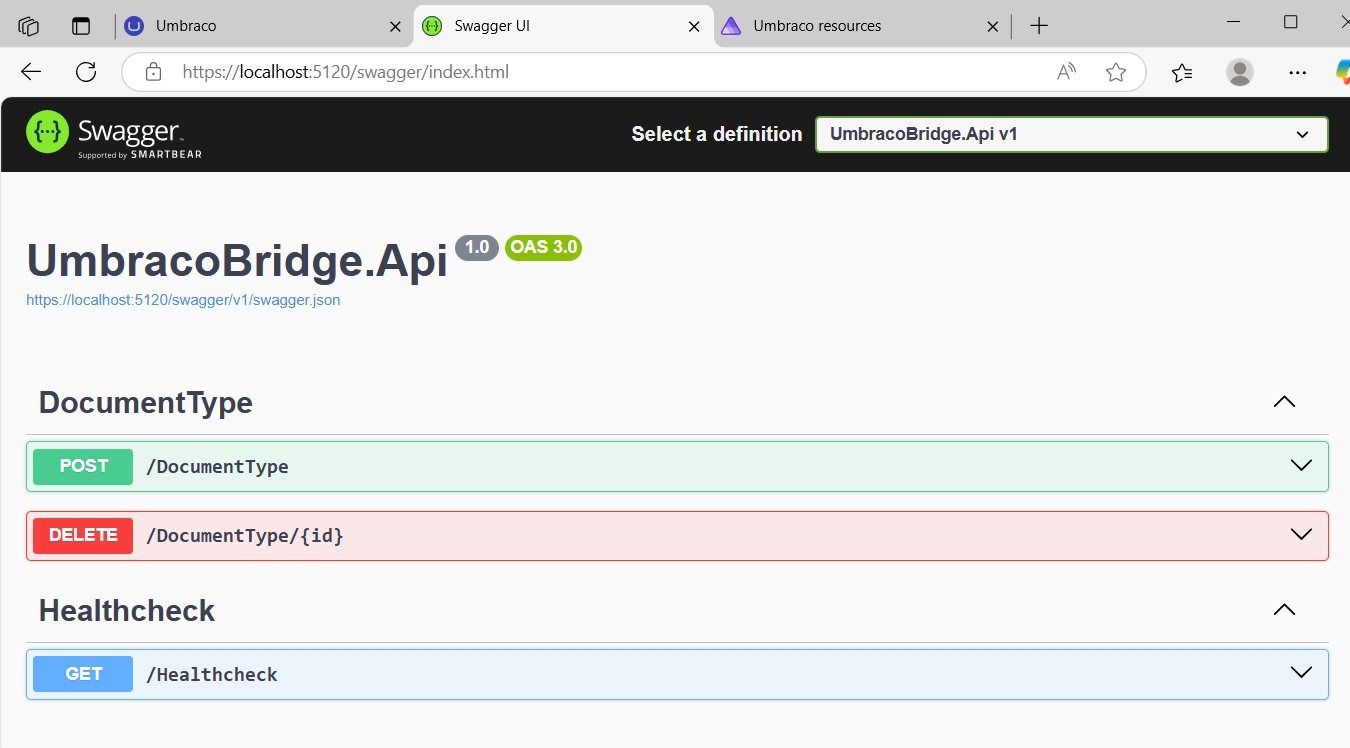 Umbraco
Swagger UI
Umbraco resources
https://localhost:5120/swagger/index.html
Swagger
Supported by SMARTBEAR
Select a definition
UmbracoBridge.Api v1
UmbracoBridge.Api 1.0 OAS 3.0
https://localhost:5120/swagger/v1/swagger.json
DocumentType
POST /DocumentType
DELETE /DocumentType/{id}
Healthcheck
GET /Healthcheck